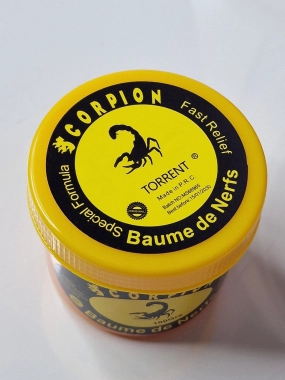 SCORPION
Fast Relief
Special Formula
TORRENT ®
Made in P.R.C
Baume de Nerfs
SCORPION
Baume de Nerfs